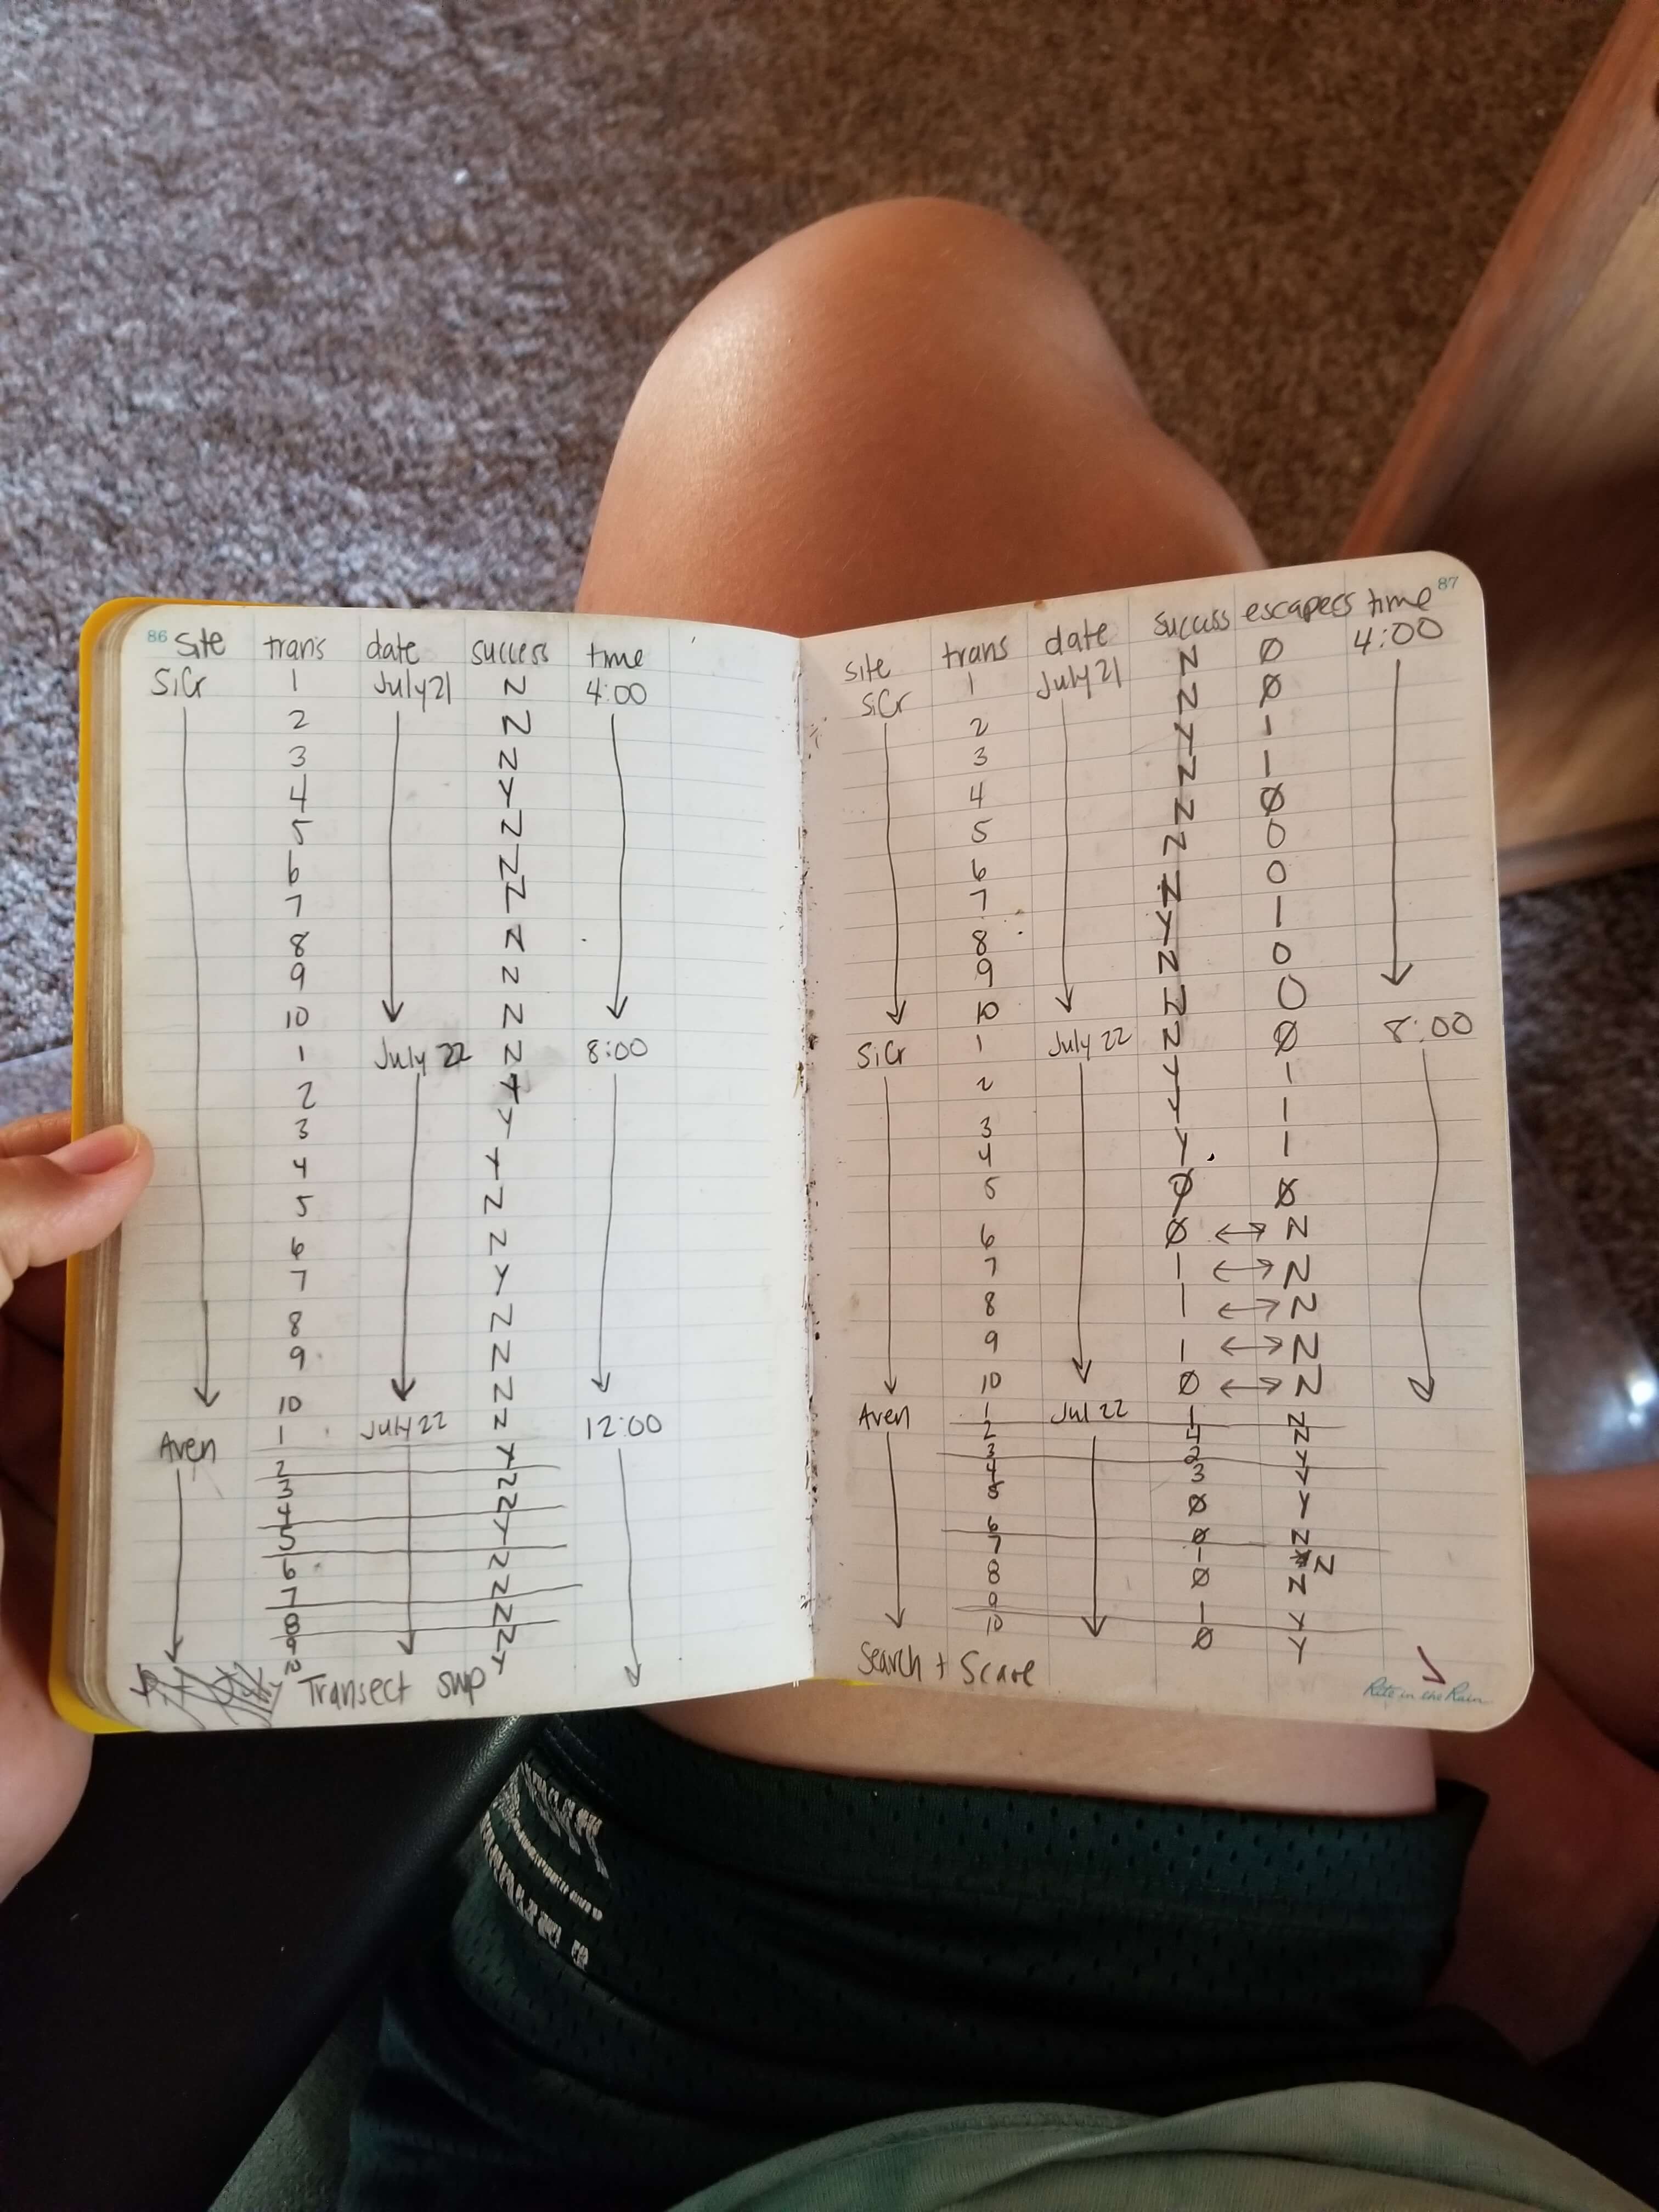 86 Site trans date success time
SiCr 1 July 21 N 4:00
2 N
3 N
4 Y
5 N
6 N
7 N
8 N
9 N
10 N
1 July 22 N 8:00
2 Y
3 Y
4 Y
5 N
6 N
7 Y
8 N
9 N
10 N
Aven 1 July 22 N 12:00
2 Y
3 N
4 N
5 Y
6 N
7 N
8 N
9 N
10 Y
Transect swp
site trans date success escapees time 87
SiCr 1 July 21 N Ø 4:00
2 N Ø
3 Y 1
4 N 1
5 N Ø
6 N 0
7 N 0
8 Y 1
9 N 0
10 N 0
SiCr 1 July 22 N Ø 8:00
2 Y 1
3 Y 1
4 Y 1
5 Ø Ø
6 Ø ↔ N
7 1 ↔ N
8 1 ↔ N
9 1 ↔ N
10 Ø ↔ N
Aven 1 Jul 22 1 N
2 4 N
3 2 Y
4 3 Y
5 Ø Y
6 Ø N
7 1 N
8 Ø N
9 1 Y
10 Ø Y
Search + Scare
Rite in the Rain